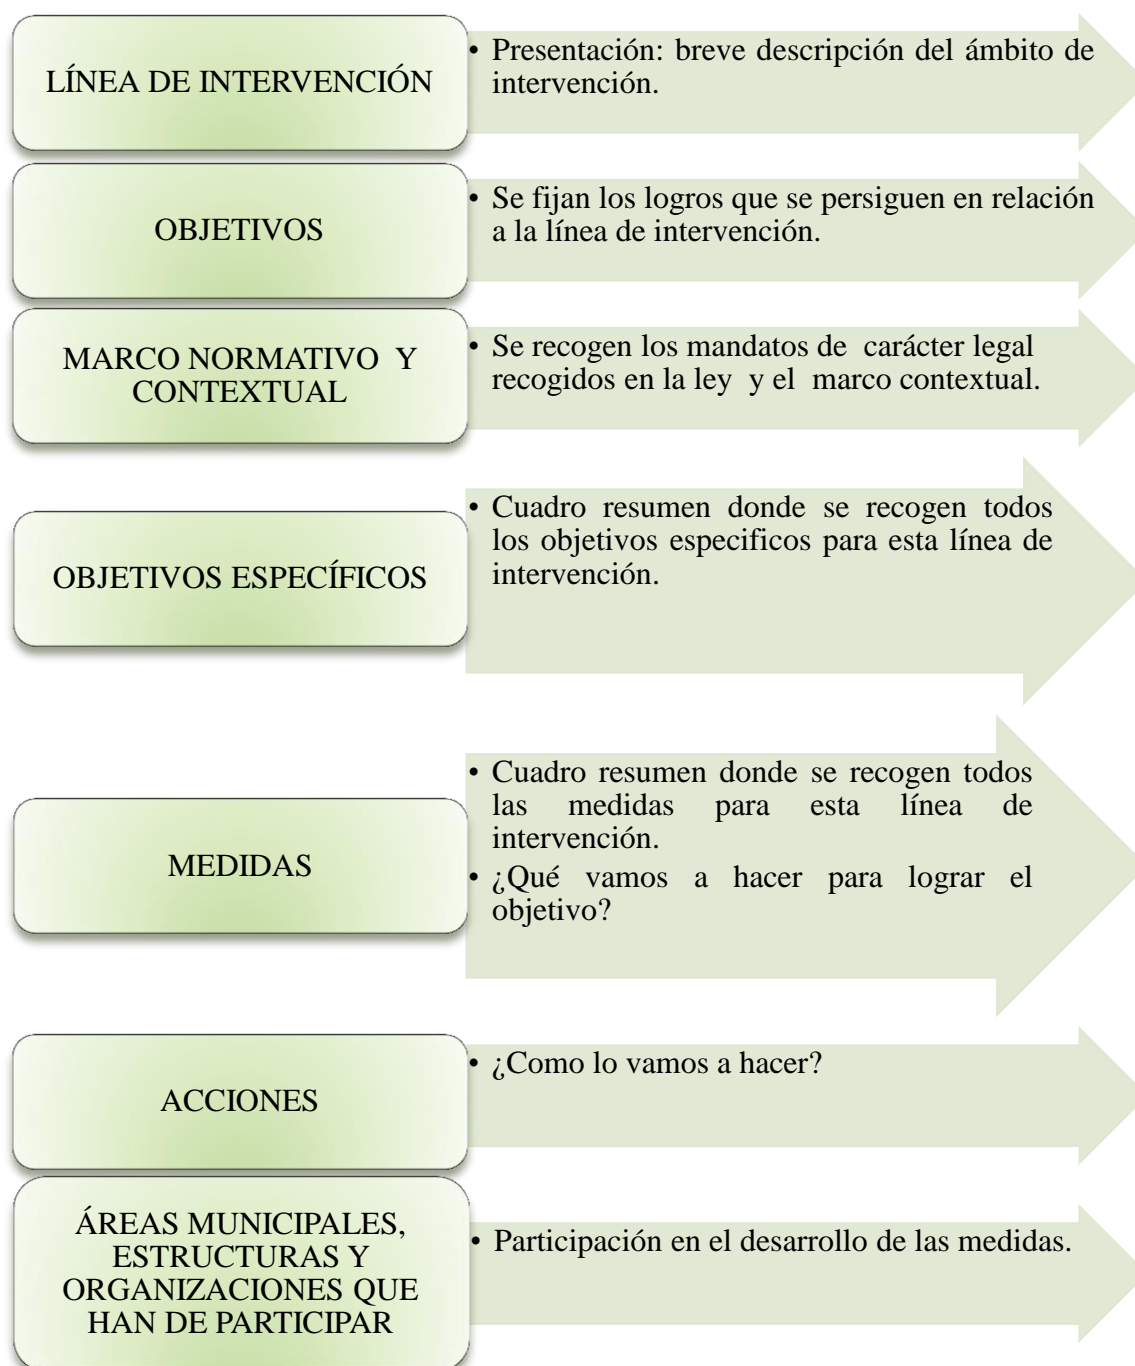 LÍNEA DE INTERVENCIÓN
• Presentación: breve descripción del ámbito de
intervención.
OBJETIVOS
• Se fijan los logros que se persiguen en relación
a la línea de intervención.
MARCO NORMATIVO Y
CONTEXTUAL
• Se recogen los mandatos de carácter legal
recogidos en la ley y el marco contextual.
OBJETIVOS ESPECÍFICOS
• Cuadro resumen donde se recogen todos
los objetivos especificos para esta línea de
intervención.
MEDIDAS
• Cuadro resumen donde se recogen todos
las medidas para esta línea de
intervención.
• ¿Qué vamos a hacer para lograr el
objetivo?
ACCIONES
• ¿Como lo vamos a hacer?
ÁREAS MUNICIPALES,
ESTRUCTURAS Y
ORGANIZACIONES QUE
HAN DE PARTICIPAR
• Participación en el desarrollo de las medidas.